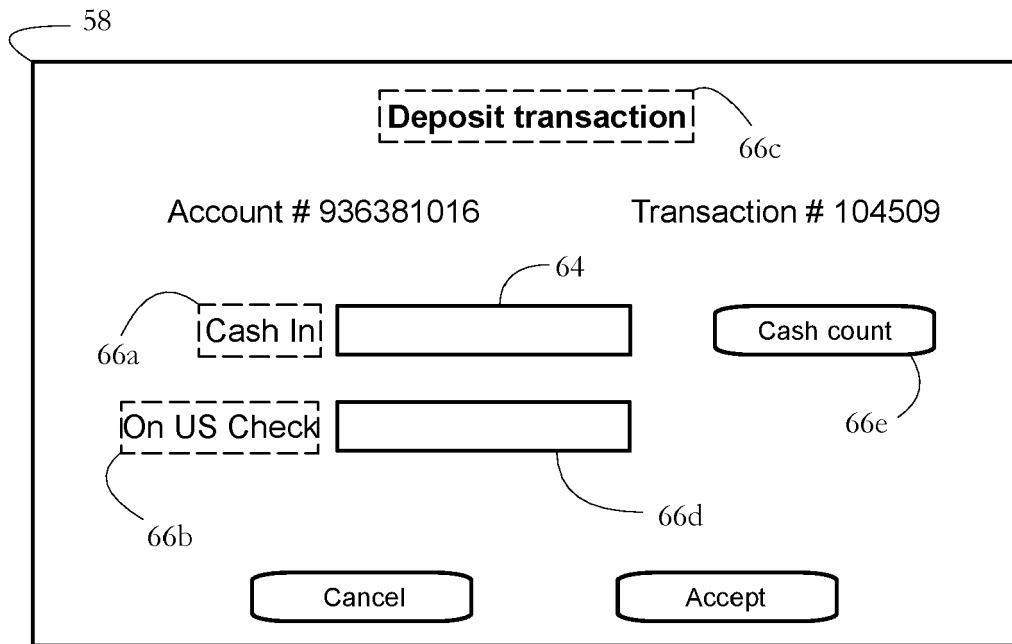 58
Deposit transaction
66c
Account # 936381016 Transaction # 104509
64
66a
Cash In Cash count
On US Check
66e
66b
66d
Cancel Accept